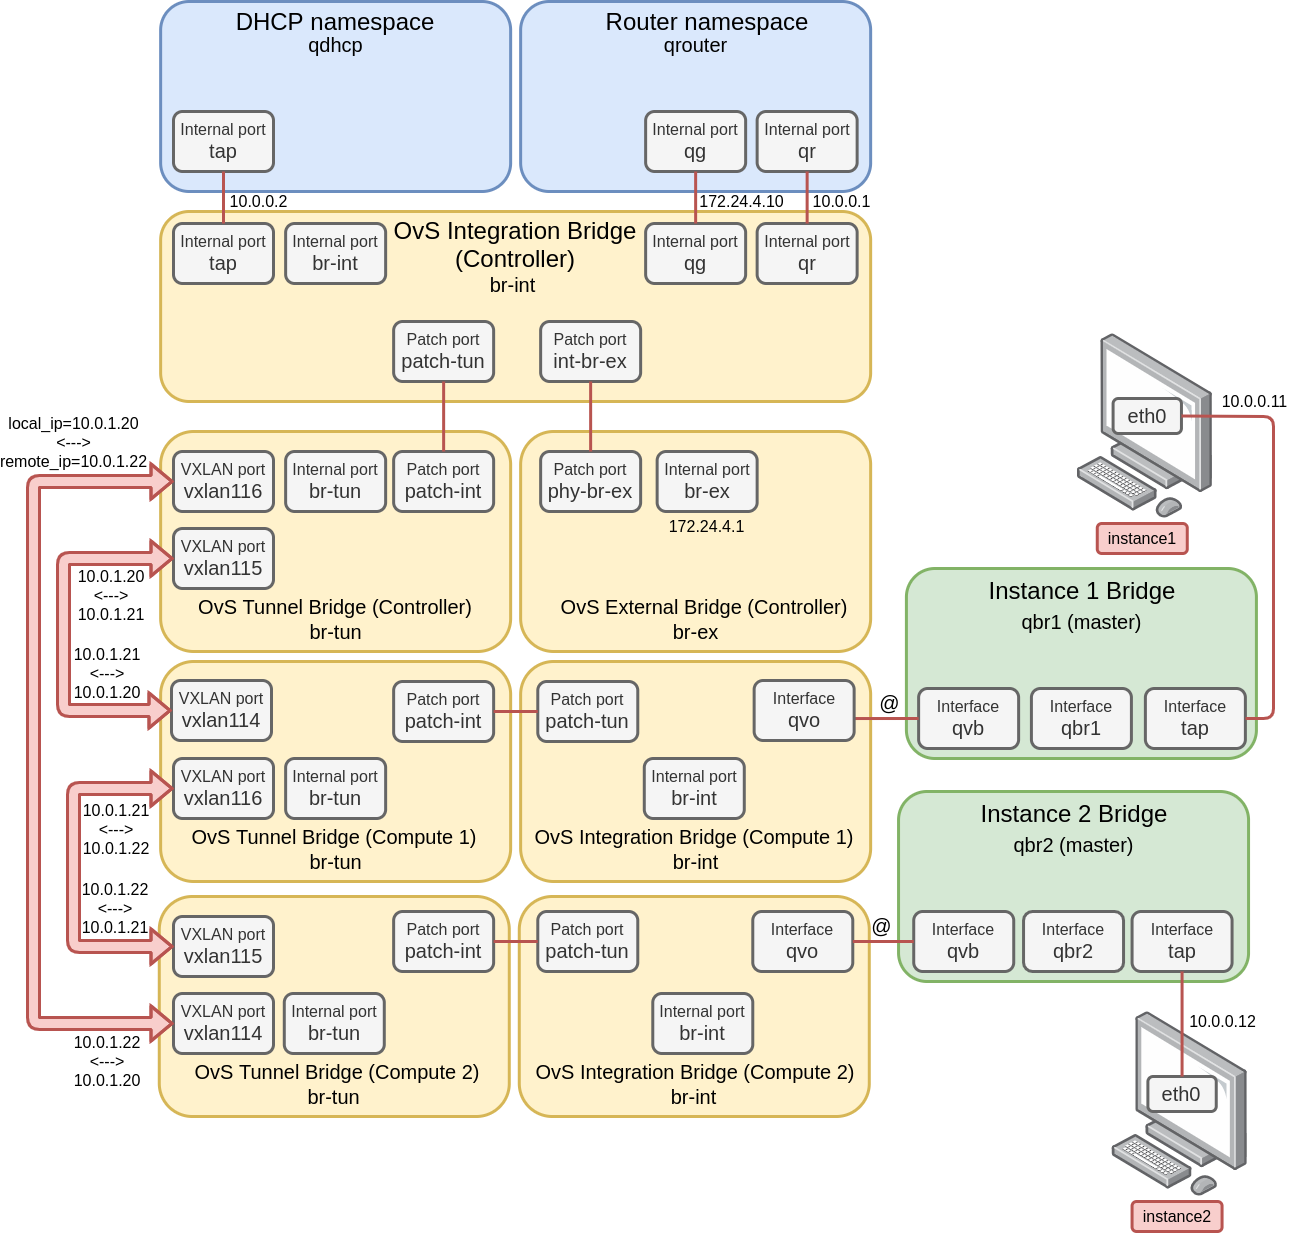 DHCP namespace
qdhcp
Internal port
tap
10.0.0.2
Router namespace
qrouter
Internal port
qg
Internal port
qr
172.24.4.10
10.0.0.1
OvS Integration Bridge
(Controller)
br-int
Internal port
tap
Internal port
br-int
Internal port
qg
Internal port
qr
Patch port
patch-tun
Patch port
int-br-ex
local_ip=10.0.1.20
<--->
remote_ip=10.0.1.22
VXLAN port
vxlan116
Internal port
br-tun
Patch port
patch-int
VXLAN port
vxlan115
OvS Tunnel Bridge (Controller)
br-tun
Patch port
phy-br-ex
Internal port
br-ex
172.24.4.1
OvS External Bridge (Controller)
br-ex
10.0.1.20
<--->
10.0.1.21
10.0.1.21
<--->
10.0.1.20
VXLAN port
vxlan114
Patch port
patch-int
VXLAN port
vxlan116
Internal port
br-tun
OvS Tunnel Bridge (Compute 1)
br-tun
Patch port
patch-tun
Interface
qvo
Internal port
br-int
OvS Integration Bridge (Compute 1)
br-int
@
10.0.1.21
<--->
10.0.1.22
10.0.1.22
<--->
10.0.1.21
VXLAN port
vxlan115
Patch port
patch-int
VXLAN port
vxlan114
Internal port
br-tun
OvS Tunnel Bridge (Compute 2)
br-tun
Patch port
patch-tun
Interface
qvo
Internal port
br-int
OvS Integration Bridge (Compute 2)
br-int
@
10.0.1.22
<--->
10.0.1.20
eth0
10.0.0.11
instance1
Instance 1 Bridge
qbr1 (master)
Interface
qvb
Interface
qbr1
Interface
tap
Instance 2 Bridge
qbr2 (master)
Interface
qvb
Interface
qbr2
Interface
tap
10.0.0.12
eth0
instance2